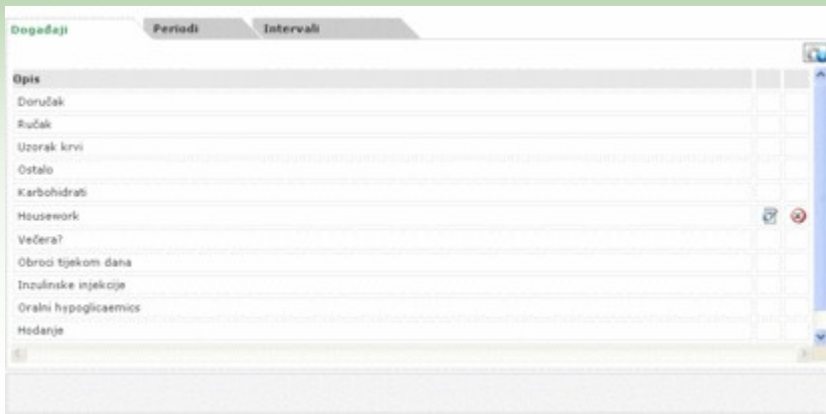 Događaji Periodi Intervali
Opis
Doručak
Ručak
Uzorak krvi
Ostalo
Karbohidrati
Housework
Večera?
Obroci tijekom dana
Inzulinske injekcije
Oralni hypoglicaemics
Hodanje